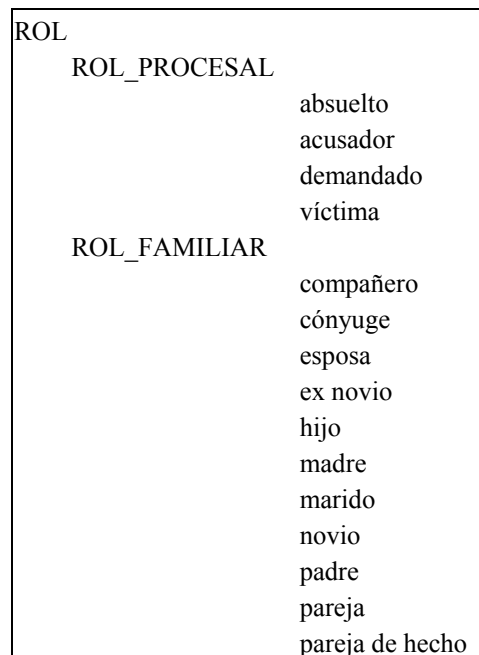 ROL
ROL_PROCESAL
absuelto
acusador
demandado
víctima
ROL_FAMILIAR
compañero
cónyuge
esposa
ex novio
hijo
madre
marido
novio
padre
pareja
pareja de hecho